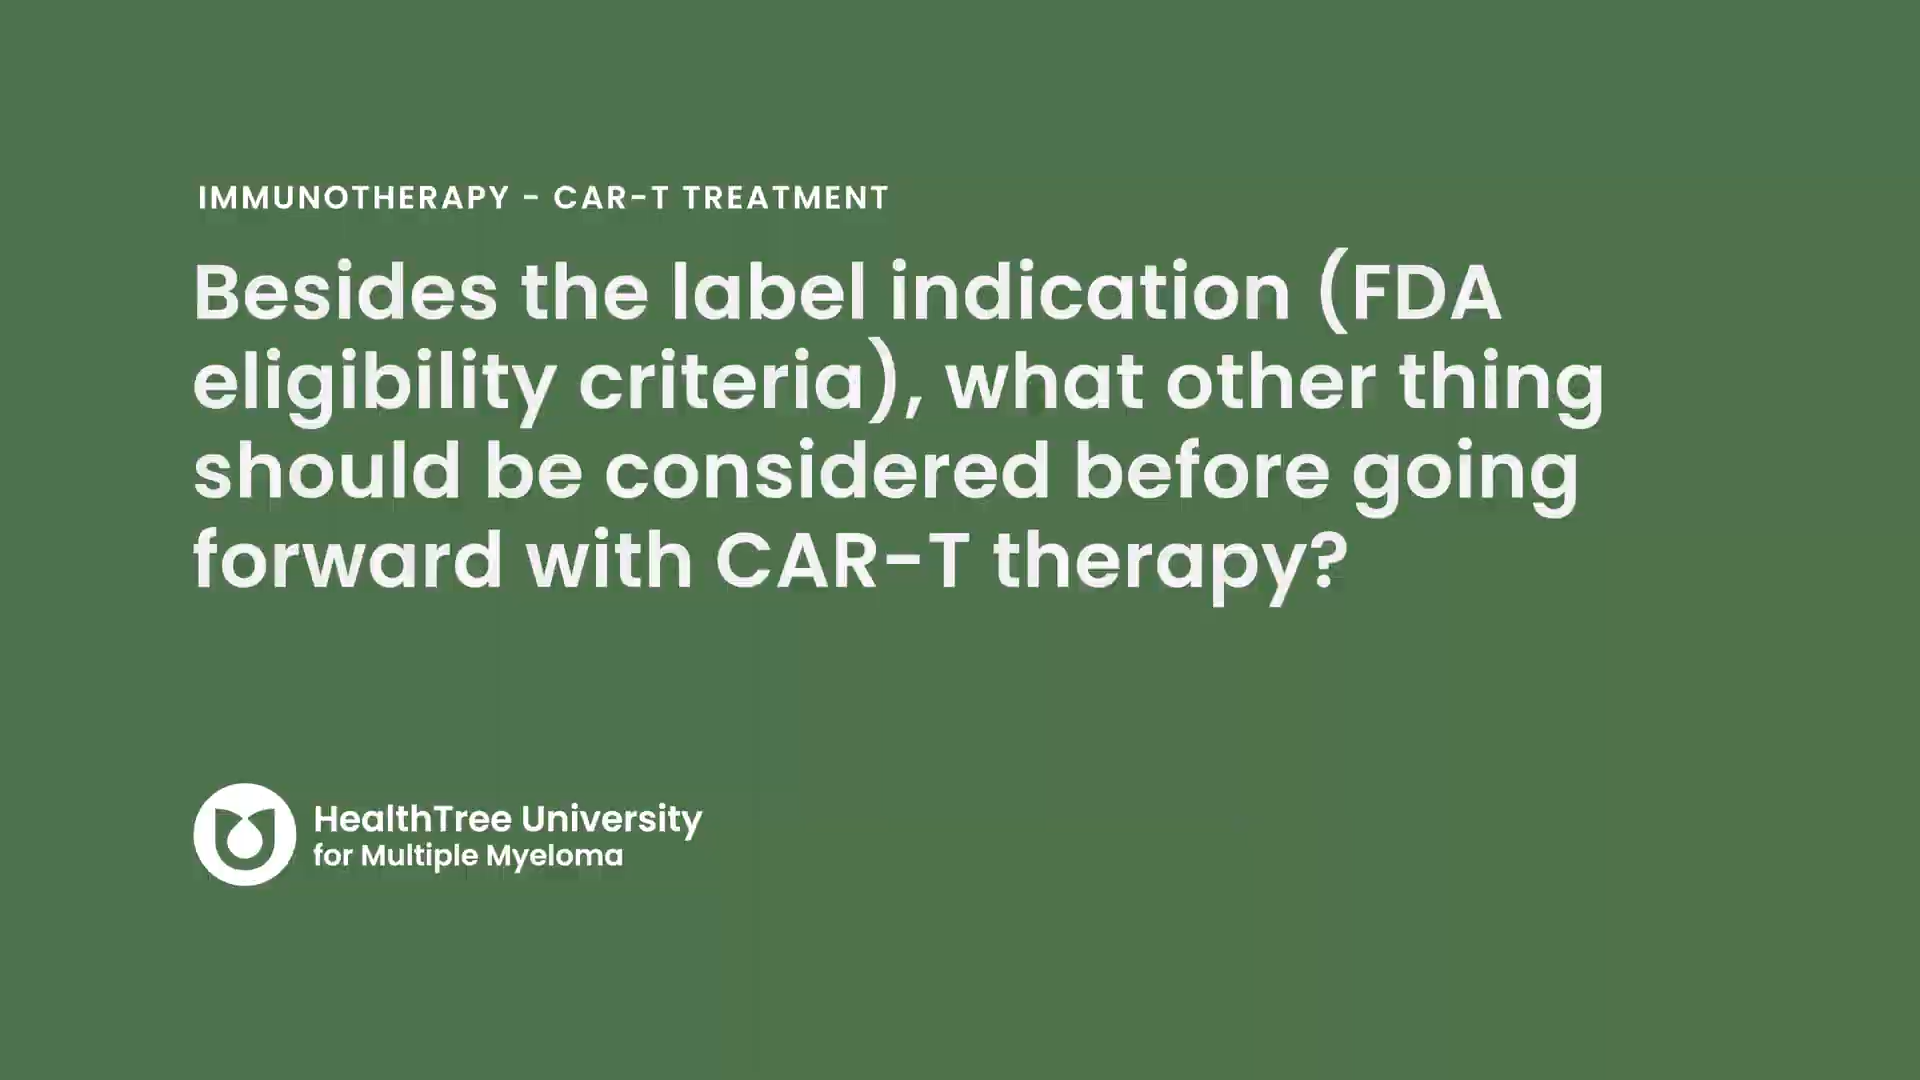 IMMUNOTHERAPY - CAR-T TREATMENT
Besides the label indication (FDA
eligibility criteria), what other thing
should be considered before going
forward with CAR-T therapy?
HealthTree University
for Multiple Myeloma